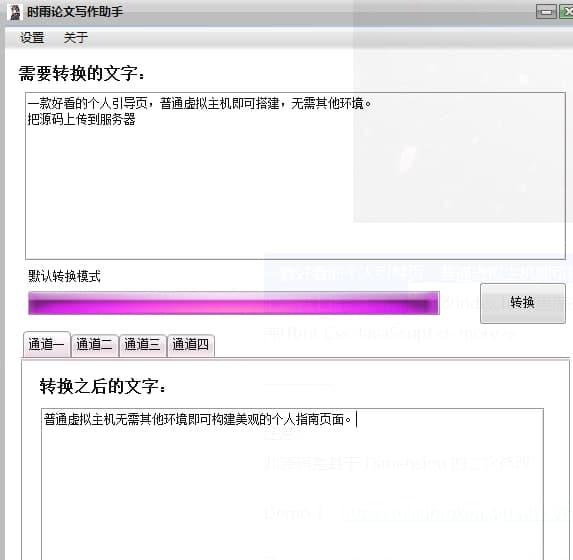 时雨论文写作助手
设置 关于
需要转换的文字：
一款好看的个人引导页，普通虚拟主机即可搭建，无需其他环境。
把源码上传到服务器
默认转换模式
转换
通道一 通道二 通道三 通道四
转换之后的文字：
普通虚拟主机无需其他环境即可构建美观的个人指南页面。